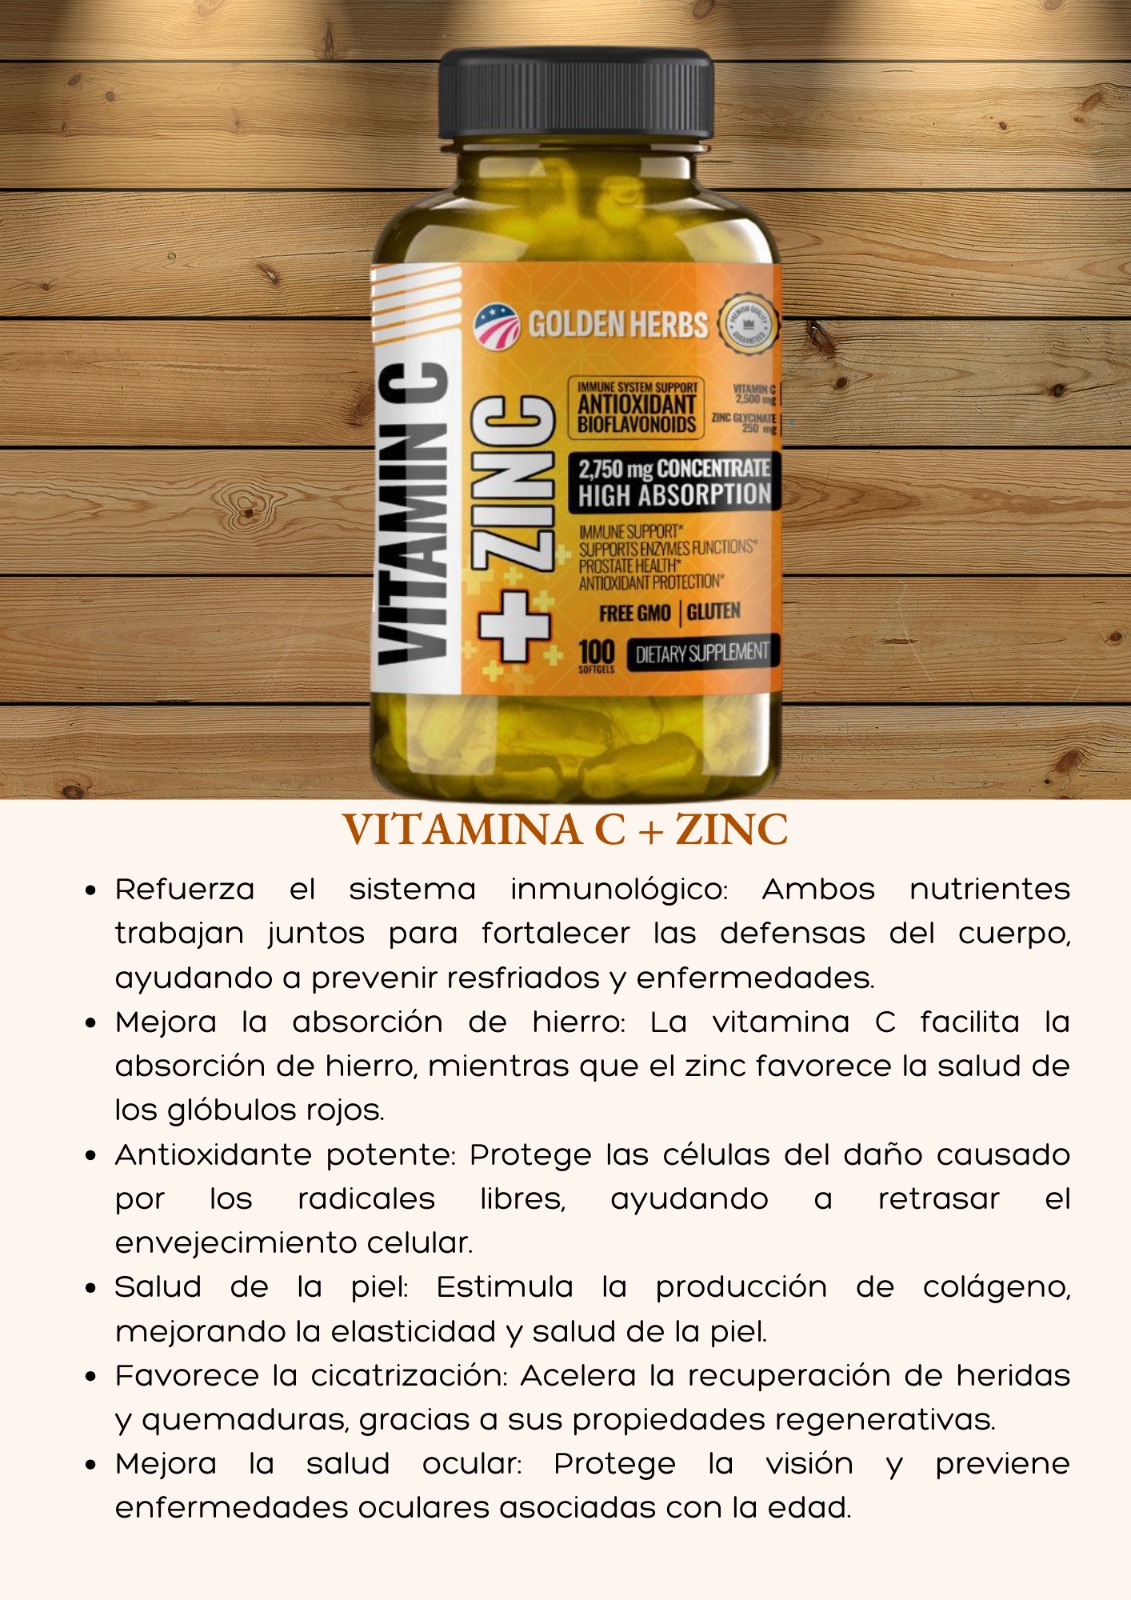 GOLDEN HERBS
PREMIUM QUALITY
GUARANTEED
VITAMIN C
+ ZINC
IMMUNE SYSTEM SUPPORT
ANTIOXIDANT
BIOFLAVONOIDS
VITAMIN C
2,500 mg
ZINC GLYCINATE
250 mg
2,750 mg CONCENTRATE
HIGH ABSORPTION
IMMUNE SUPPORT*
SUPPORTS ENZYMES FUNCTIONS*
PROSTATE HEALTH*
ANTIOXIDANT PROTECTION*
FREE GMO | GLUTEN
100
SOFTGELS
DIETARY SUPPLEMENT
VITAMINA C + ZINC
• Refuerza el sistema inmunológico: Ambos nutrientes
trabajan juntos para fortalecer las defensas del cuerpo,
ayudando a prevenir resfriados y enfermedades.
• Mejora la absorción de hierro: La vitamina C facilita la
absorción de hierro, mientras que el zinc favorece la salud de
los glóbulos rojos.
• Antioxidante potente: Protege las células del daño causado
por los radicales libres, ayudando a retrasar el
envejecimiento celular.
• Salud de la piel: Estimula la producción de colágeno,
mejorando la elasticidad y salud de la piel.
• Favorece la cicatrización: Acelera la recuperación de heridas
y quemaduras, gracias a sus propiedades regenerativas.
• Mejora la salud ocular: Protege la visión y previene
enfermedades oculares asociadas con la edad.